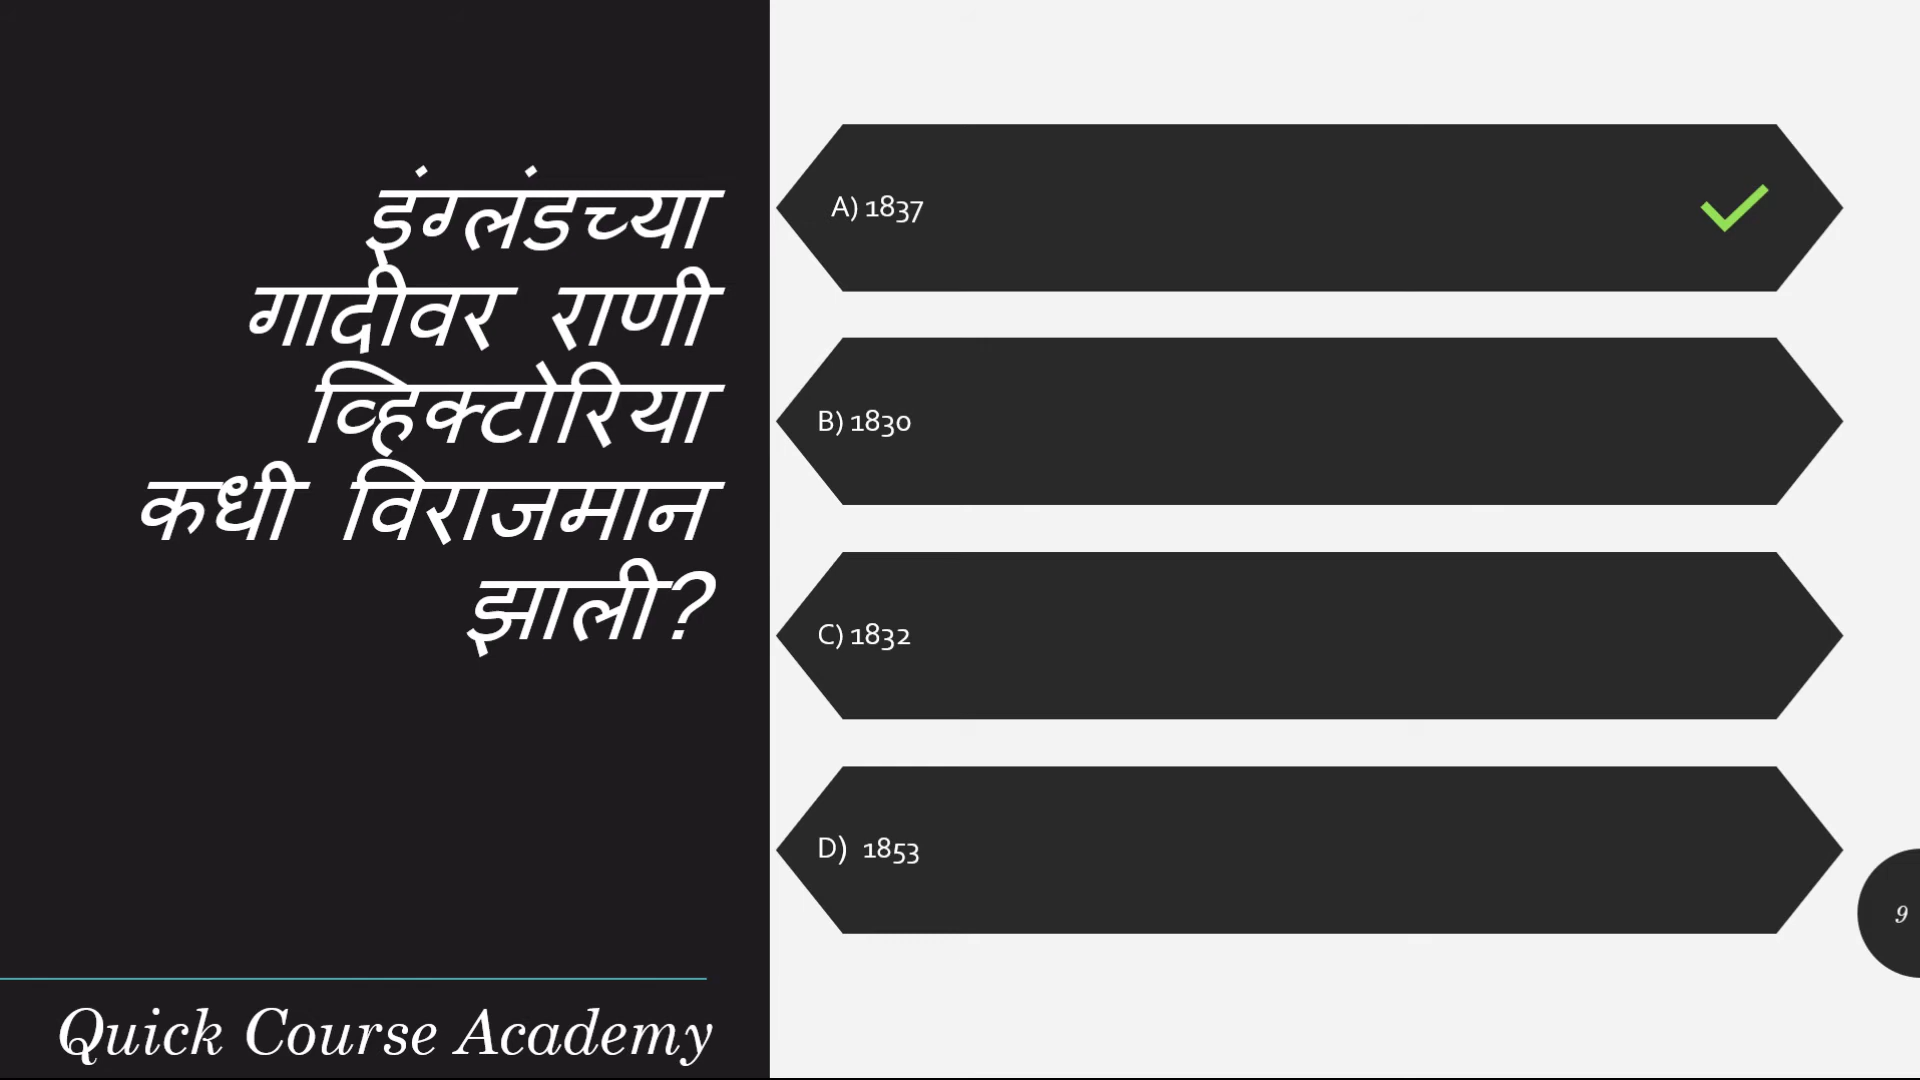 इंग्लंडच्या
गादीवर राणी
व्हिक्टोरिया
कधी विराजमान
झाली?
A) 1837
B) 1830
C) 1832
D) 1853
9
Quick Course Academy